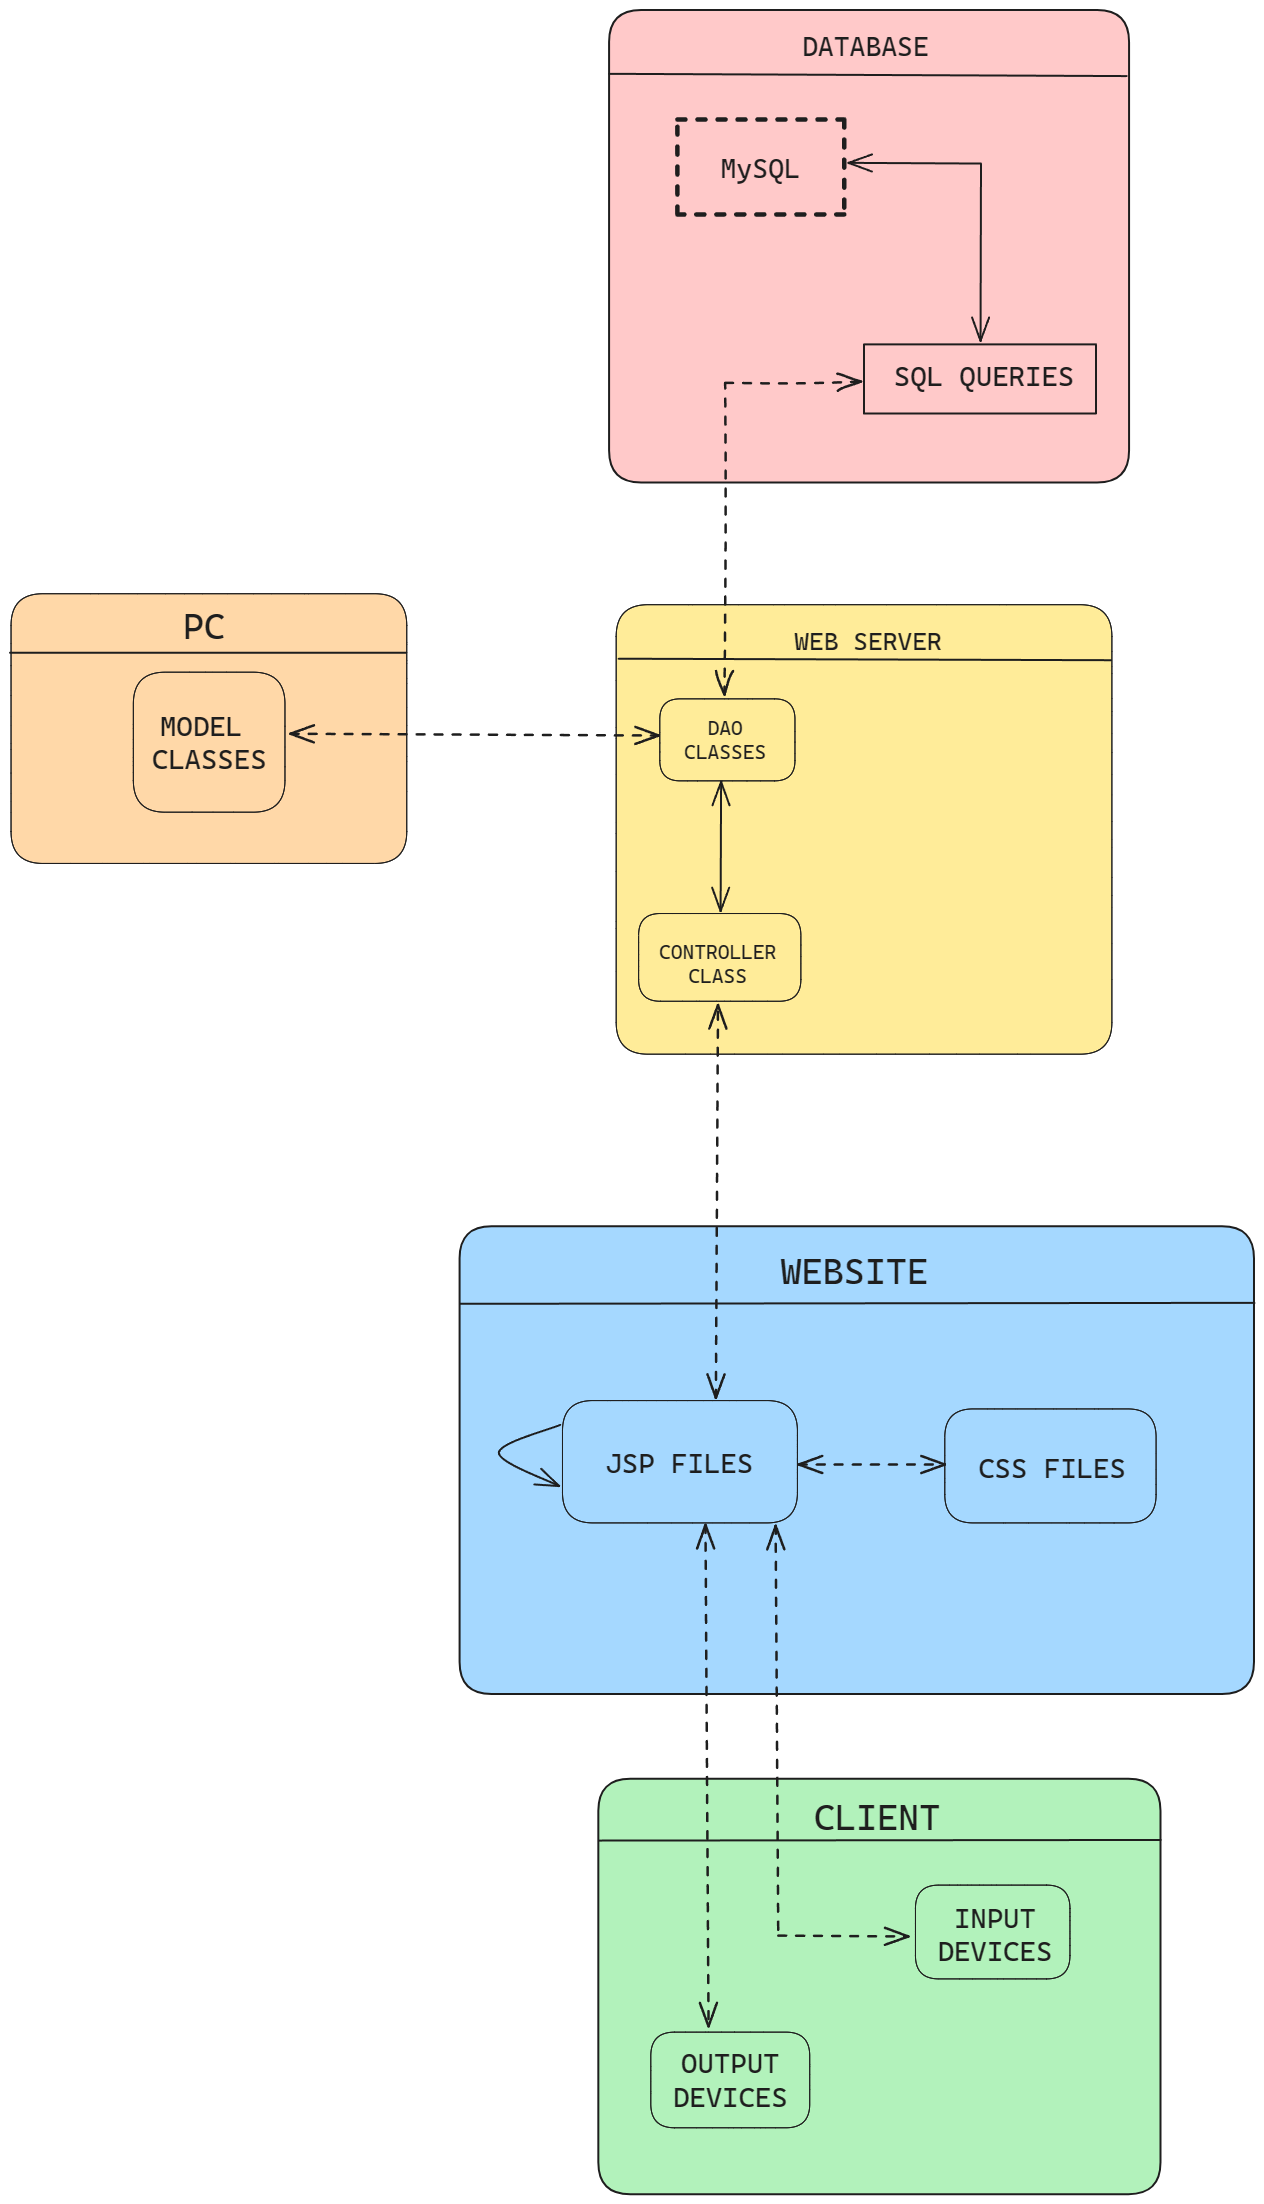 DATABASE
MySQL
SQL QUERIES
PC
MODEL
CLASSES
WEB SERVER
DAO
CLASSES
CONTROLLER
CLASS
WEBSITE
JSP FILES
CSS FILES
CLIENT
INPUT
DEVICES
OUTPUT
DEVICES